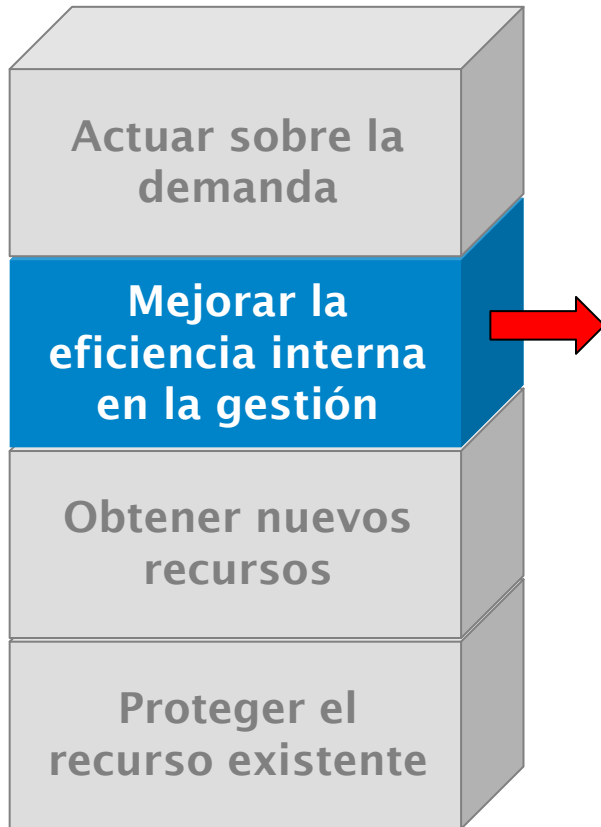 Actuar sobre la
demanda
Mejorar la
eficiencia interna
en la gestión
Obtener nuevos
recursos
Proteger el
recurso existente